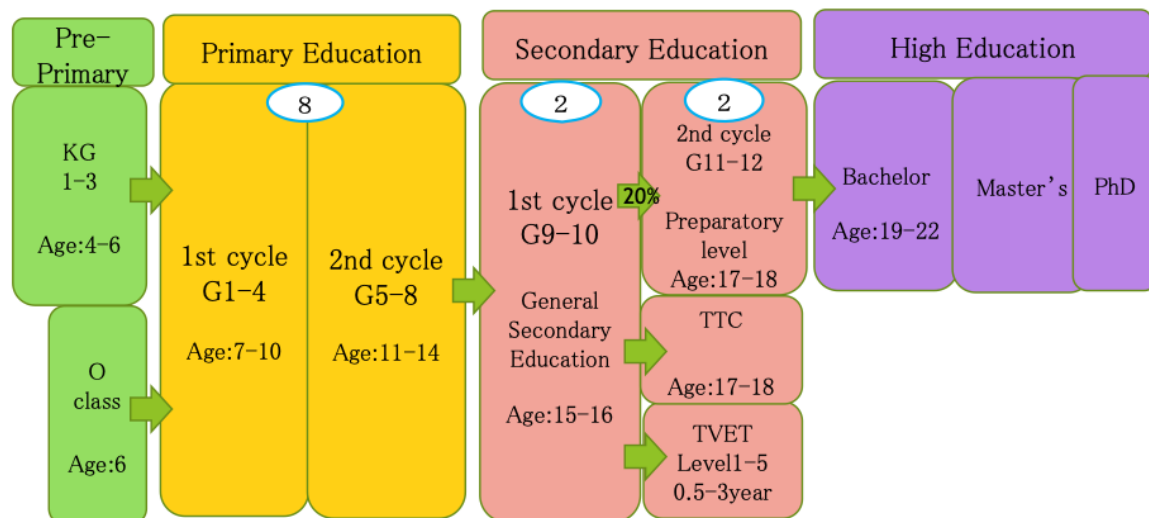 Pre-
Primary
Primary Education
Secondary Education
High Education
KG
1-3
Age:4-6
O
class
Age:6
8
1st cycle
G1-4
Age:7-10
2nd cycle
G5-8
Age:11-14
2
1st cycle
G9-10
General
Secondary
Education
Age:15-16
20%
2
2nd cycle
G11-12
Preparatory
level
Age:17-18
TTC
Age:17-18
TVET
Level1-5
0.5-3year
Bachelor
Age:19-22
Master's
PhD